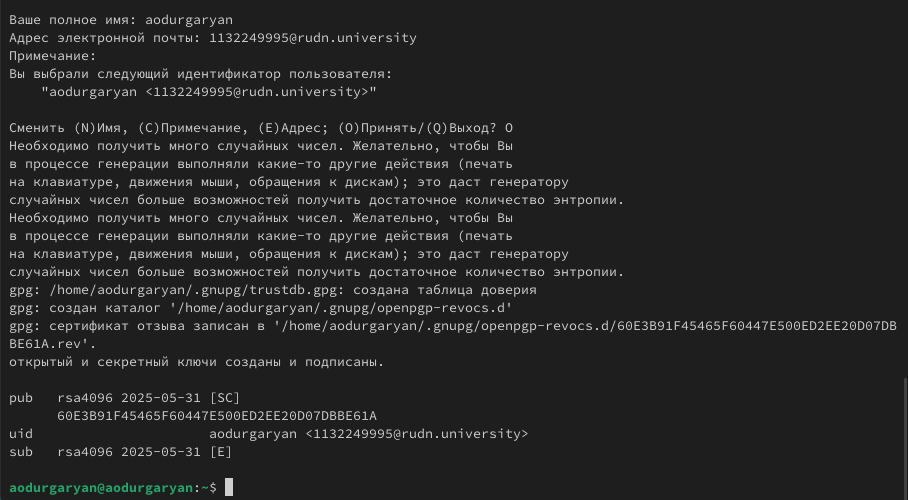 Ваше полное имя: aodurgaryan
Адрес электронной почты: 1132249995@rudn.university
Примечание:
Вы выбрали следующий идентификатор пользователя:
    "aodurgaryan <1132249995@rudn.university>"

Сменить (N)Имя, (C)Примечание, (E)Адрес; (O)Принять/(Q)Выход? O
Необходимо получить много случайных чисел. Желательно, чтобы Вы
в процессе генерации выполняли какие-то другие действия (печать
на клавиатуре, движения мыши, обращения к дискам); это даст генератору
случайных чисел больше возможностей получить достаточное количество энтропии.
Необходимо получить много случайных чисел. Желательно, чтобы Вы
в процессе генерации выполняли какие-то другие действия (печать
на клавиатуре, движения мыши, обращения к дискам); это даст генератору
случайных чисел больше возможностей получить достаточное количество энтропии.
gpg: /home/aodurgaryan/.gnupg/trustdb.gpg: создана таблица доверия
gpg: создан каталог '/home/aodurgaryan/.gnupg/openpgp-revocs.d'
gpg: сертификат отзыва записан в '/home/aodurgaryan/.gnupg/openpgp-revocs.d/60E3B91F45465F60447E500ED2EE20D07DB
BE61A.rev'.
открытый и секретный ключи созданы и подписаны.

pub   rsa4096 2025-05-31 [SC]
      60E3B91F45465F60447E500ED2EE20D07DBBE61A
uid                      aodurgaryan <1132249995@rudn.university>
sub   rsa4096 2025-05-31 [E]

aodurgaryan@aodurgaryan:~$